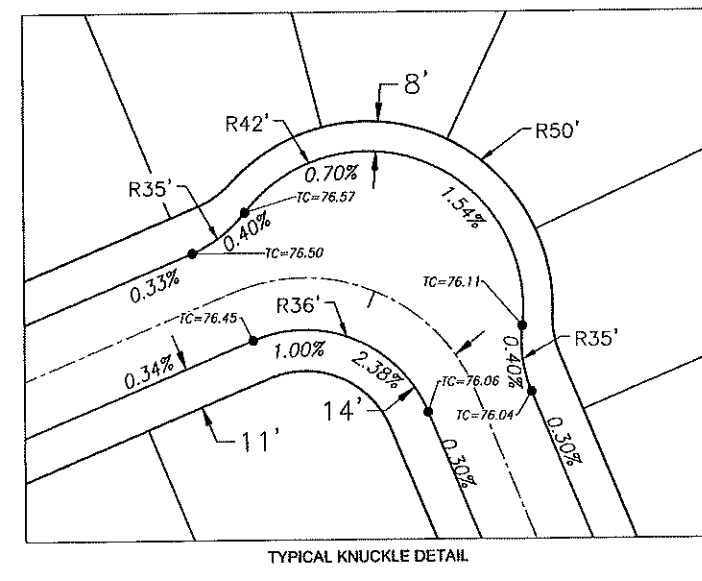 8'
R42'
R50'
0.70%
R35'
TC=76.57
1.54%
0.40%
TC=76.50
0.33%
TC=76.11
R36'
TC=76.45
R35'
1.00%
0.40%
0.34%
2.38%
TC=76.06
TC=76.04
14'
11'
0.30%
0.30%
TYPICAL KNUCKLE DETAIL